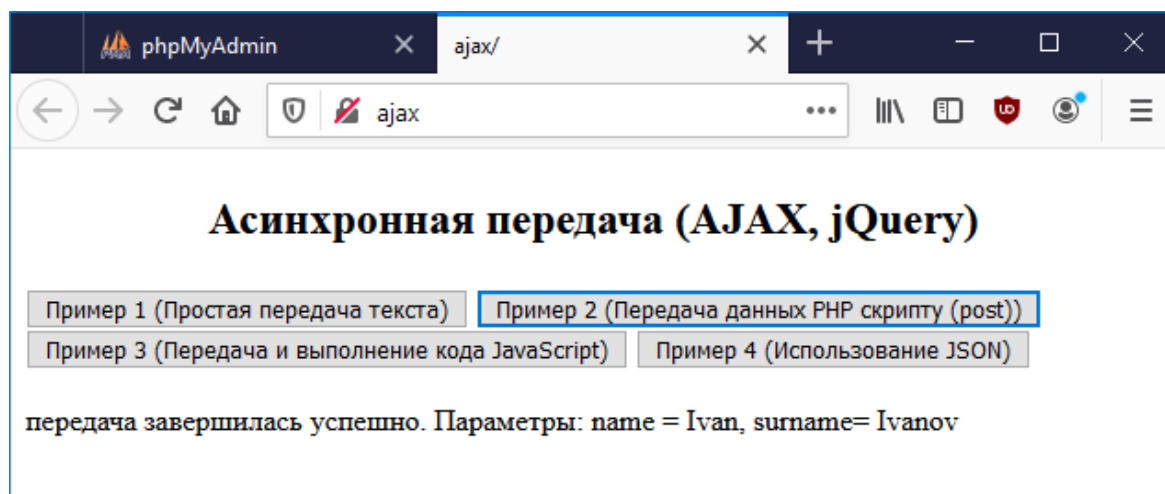 phpMyAdmin ajax/
ajax
Асинхронная передача (AJAX, jQuery)
Пример 1 (Простая передача текста) Пример 2 (Передача данных PHP скрипту (post))
Пример 3 (Передача и выполнение кода JavaScript) Пример 4 (Использование JSON)
передача завершилась успешно. Параметры: name = Ivan, surname= Ivanov